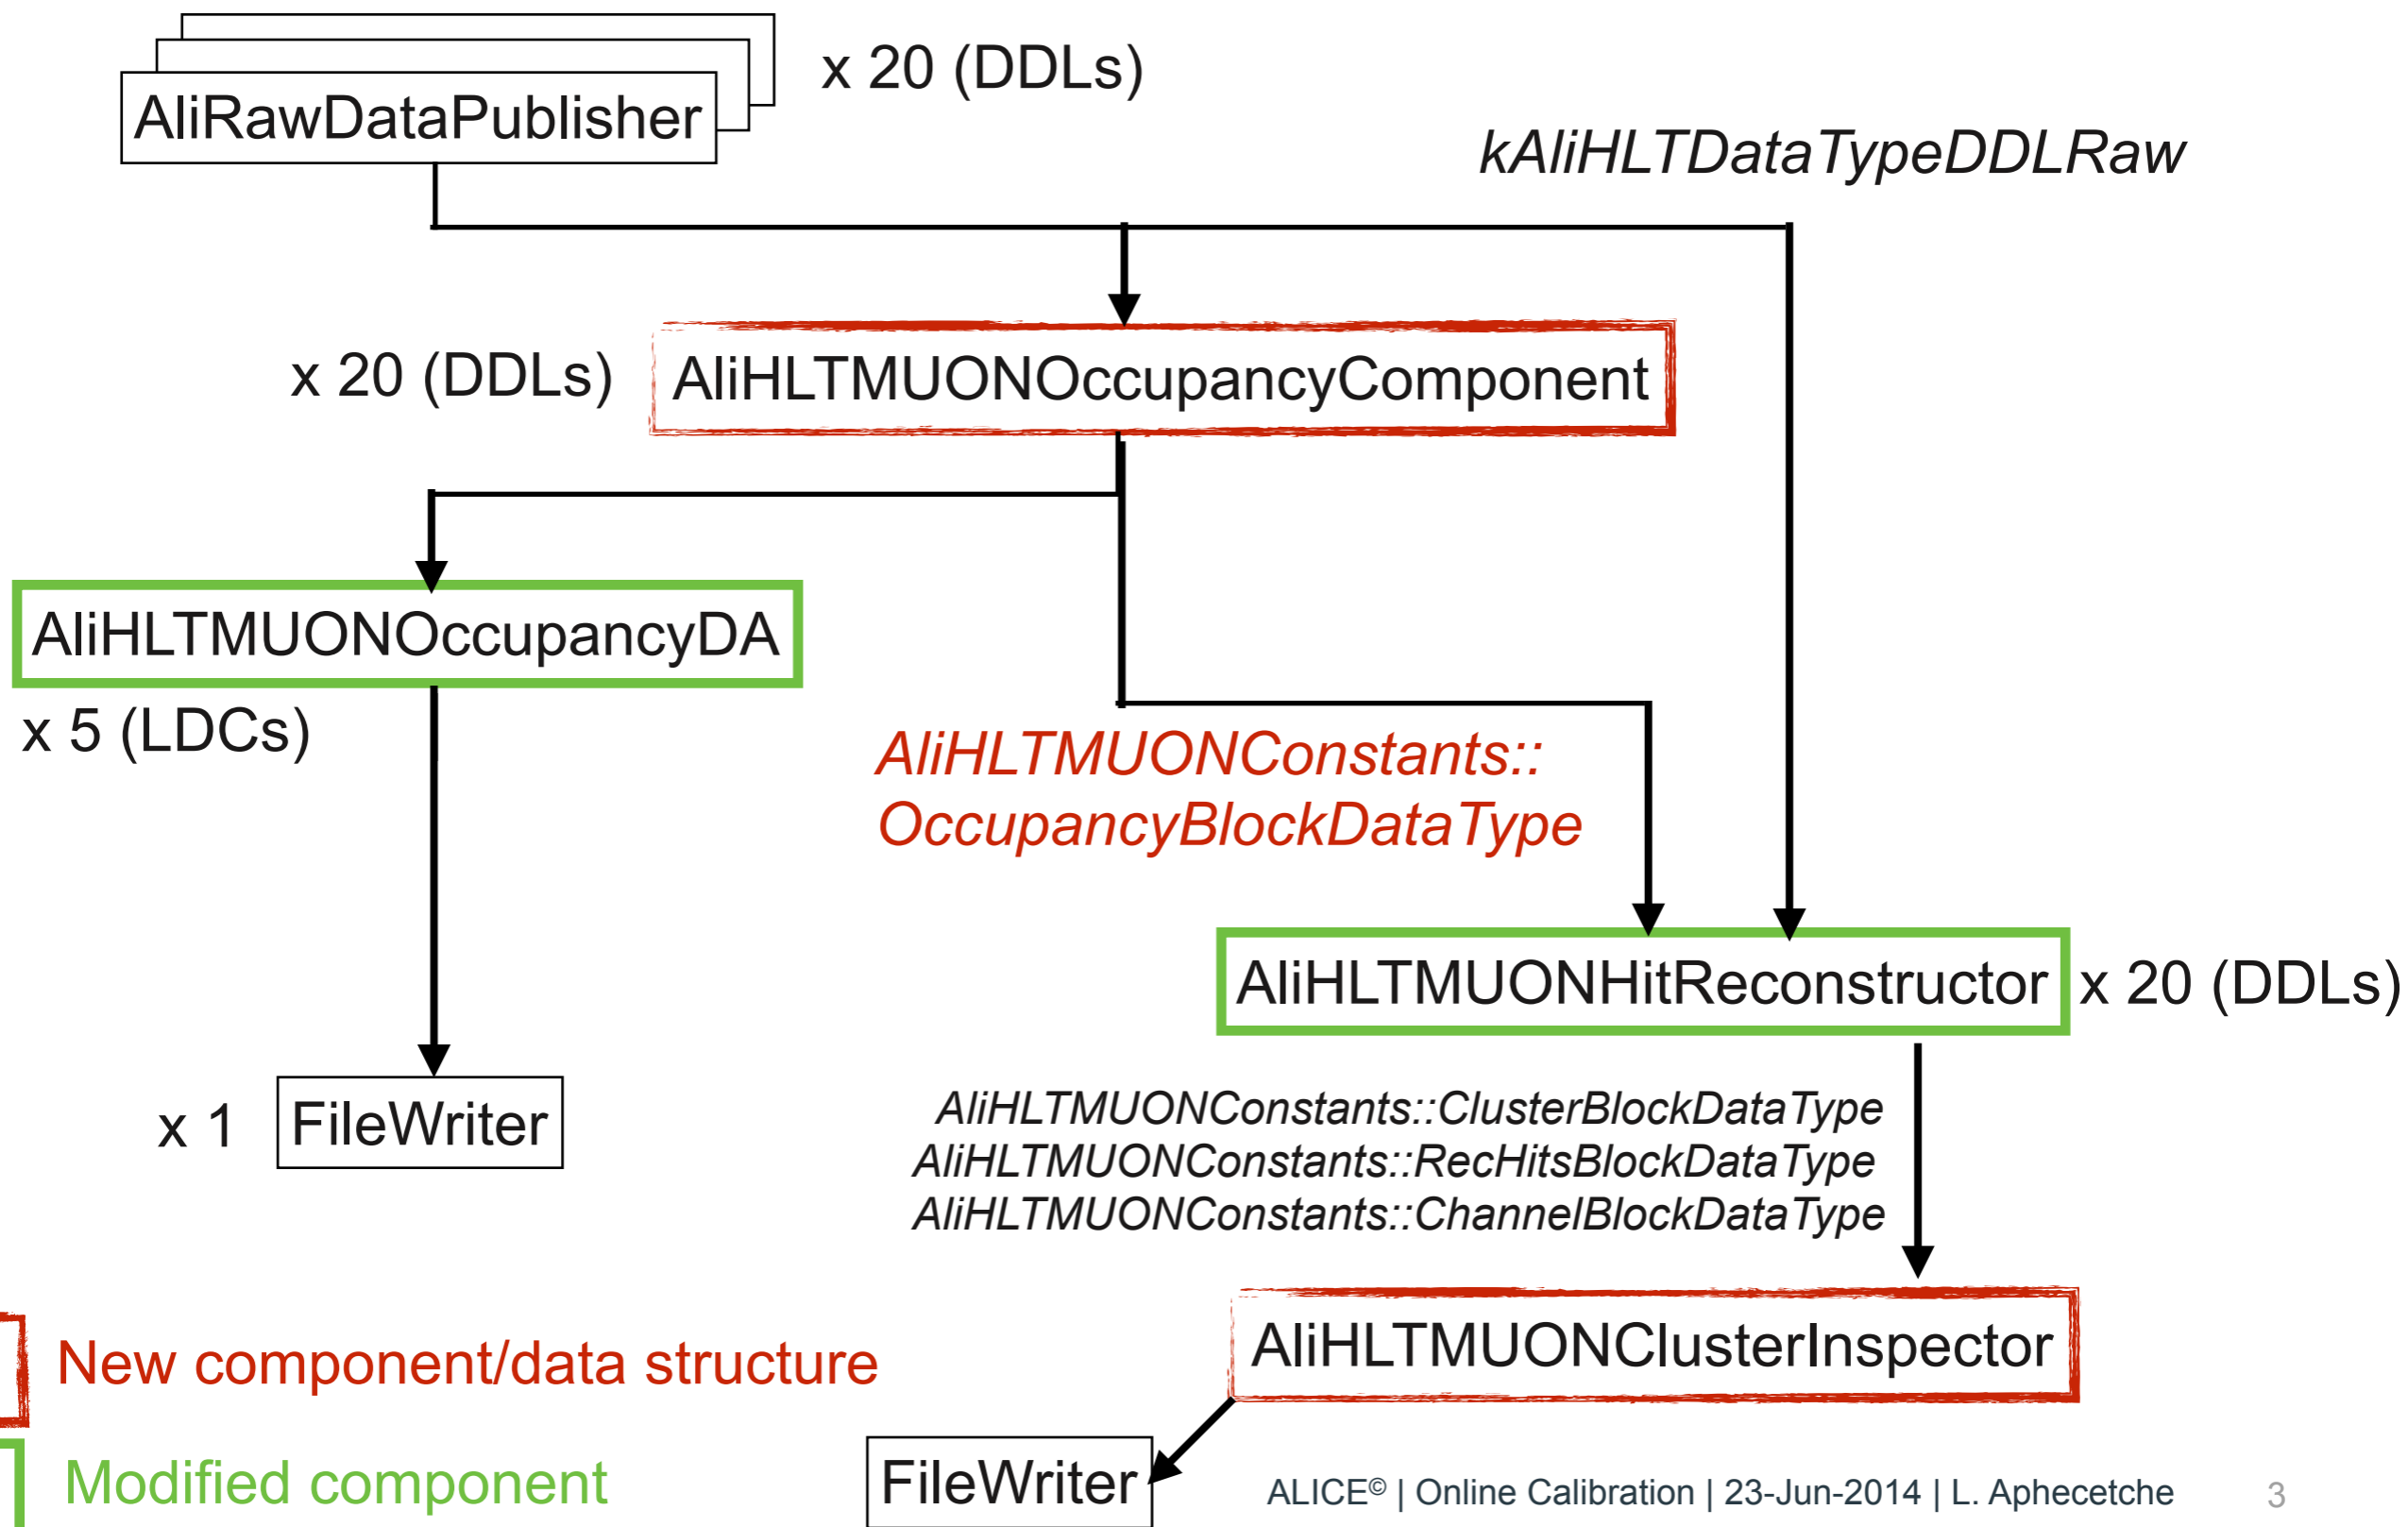 x 20 (DDLs)
AliRawDataPublisher
kAliHLTDataTypeDDLRaw
x 20 (DDLs)
AliHLTMUONOccupancyComponent
AliHLTMUONOccupancyDA
x 5 (LDCs)
AliHLTMUONConstants::
OccupancyBlockDataType
AliHLTMUONHitReconstructor
x 20 (DDLs)
x 1
FileWriter
AliHLTMUONConstants::ClusterBlockDataType
AliHLTMUONConstants::RecHitsBlockDataType
AliHLTMUONConstants::ChannelBlockDataType
AliHLTMUONClusterInspector
New component/data structure
Modified component
FileWriter
ALICE© | Online Calibration | 23-Jun-2014 | L. Aphecetche
3